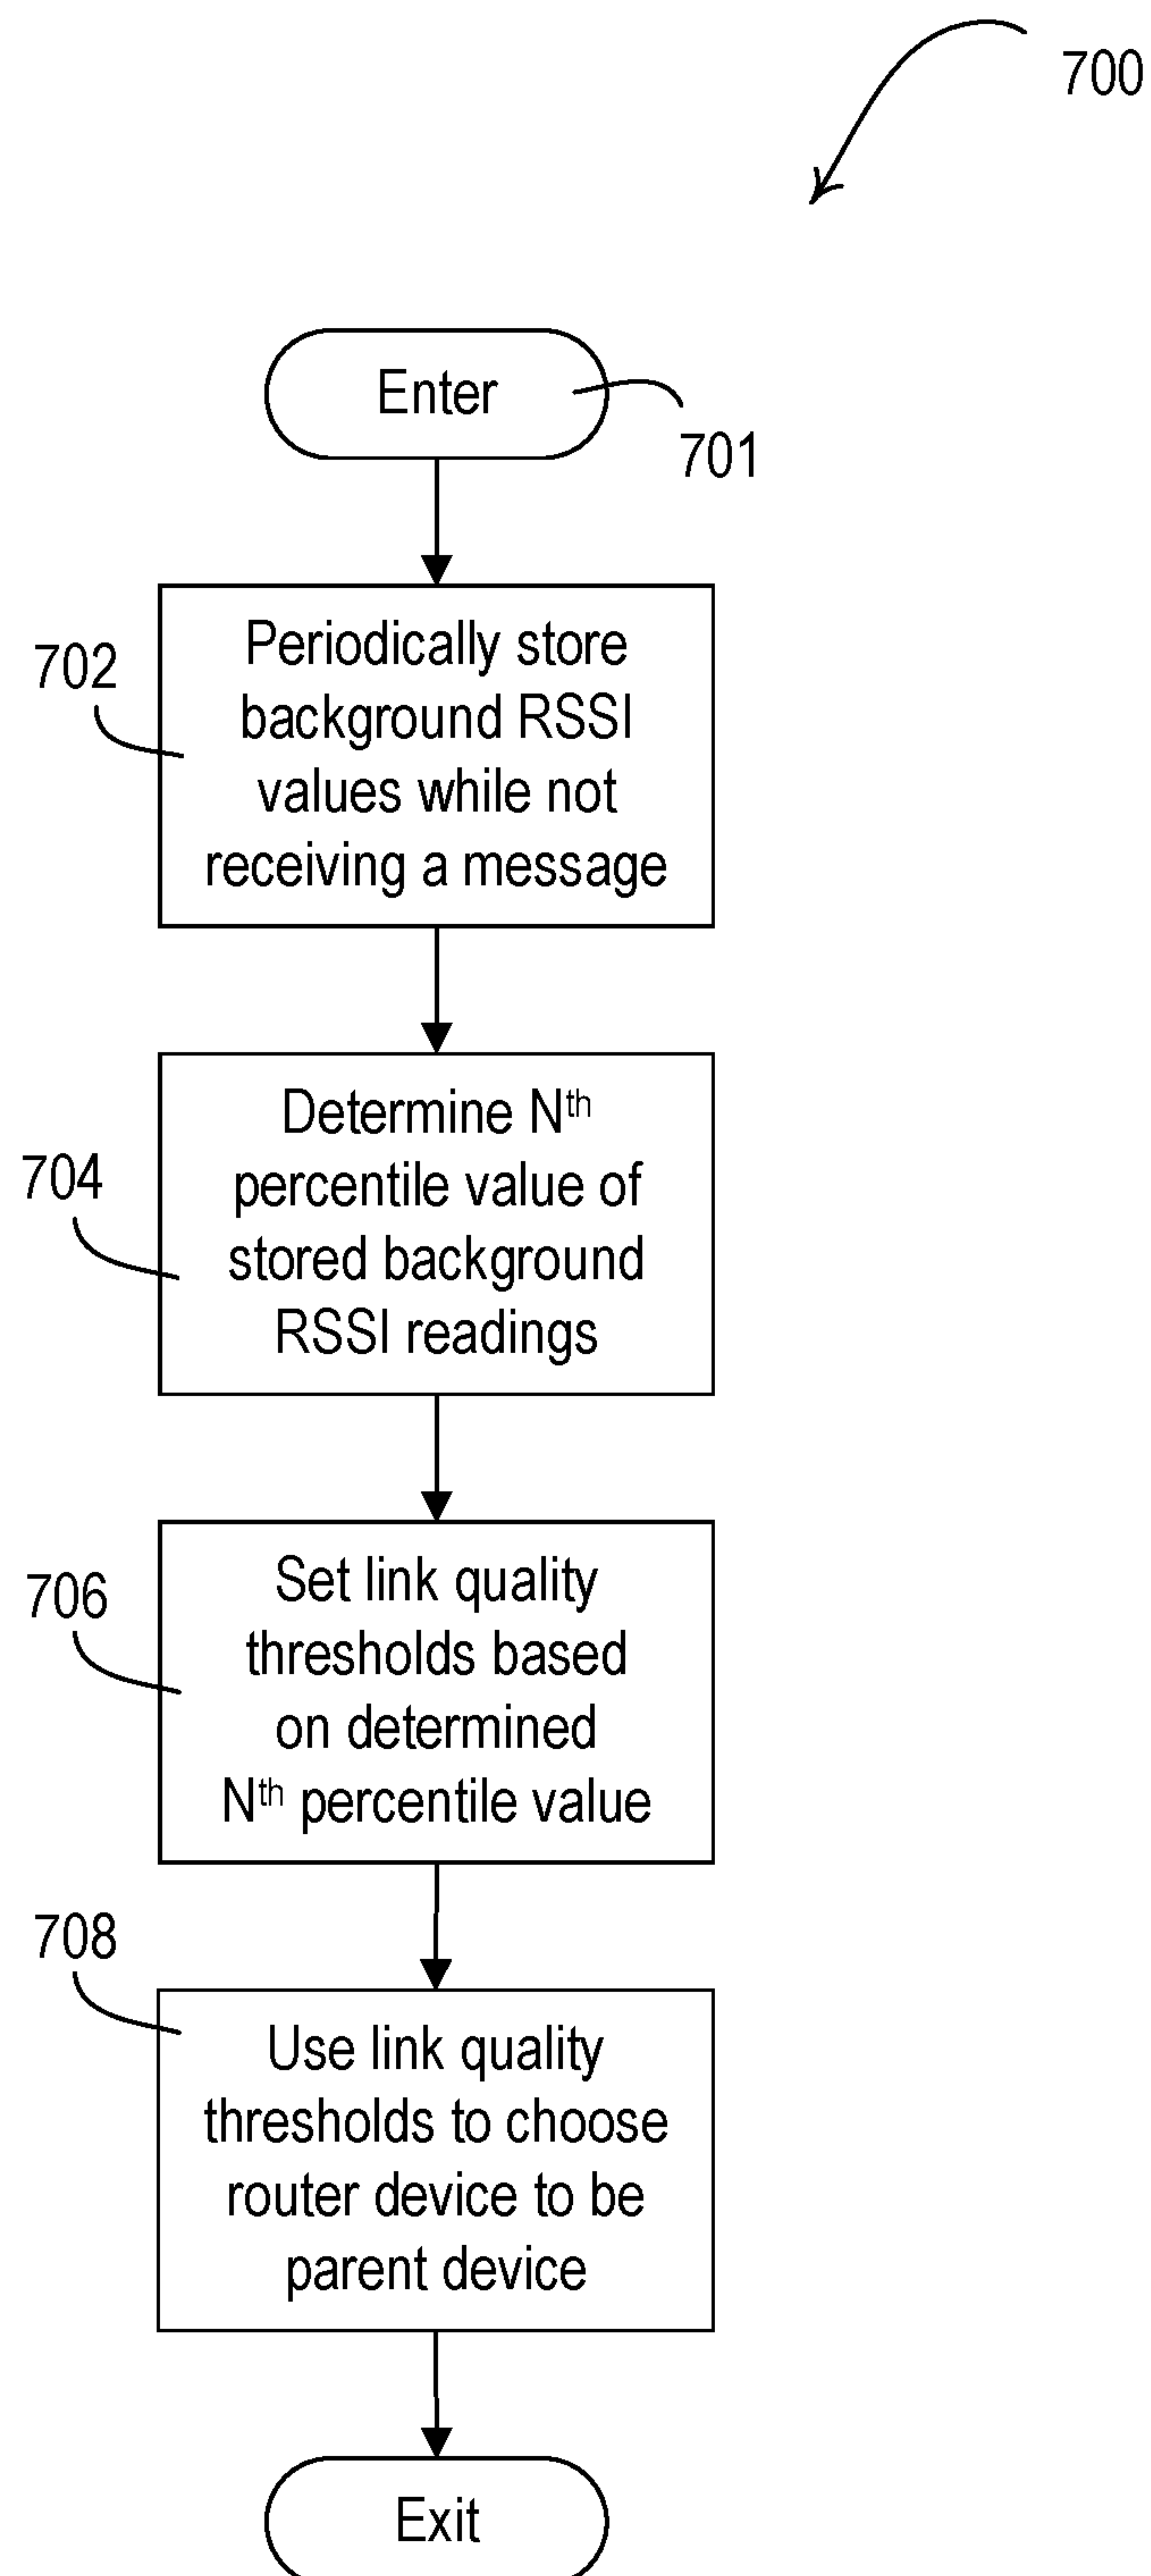 700
Enter
701
702
Periodically store
background RSSI
values while not
receiving a message
704
Determine Nth
percentile value of
stored background
RSSI readings
706
Set link quality
thresholds based
on determined
Nth percentile value
708
Use link quality
thresholds to choose
router device to be
parent device
Exit